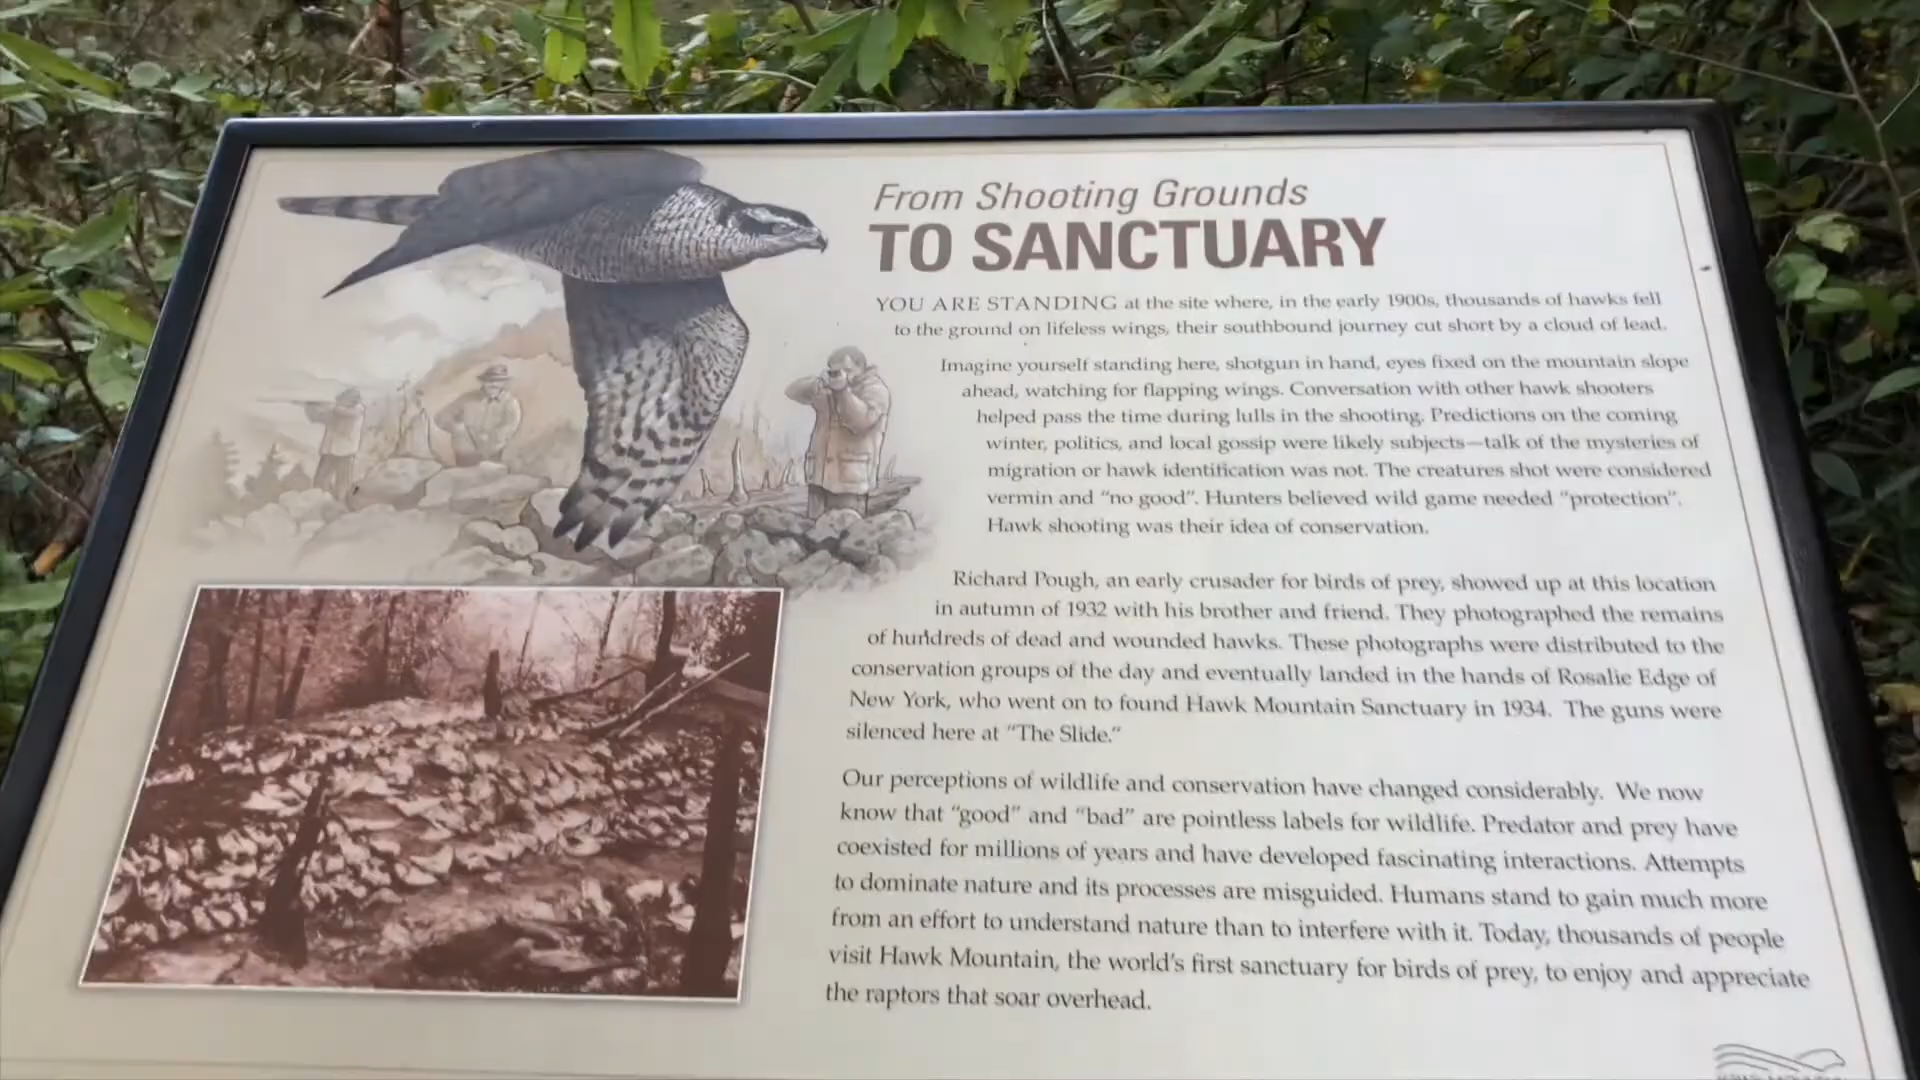 From Shooting Grounds
TO SANCTUARY
YOU ARE STANDING at the site where, in the early 1900s, thousands of hawks fell
to the ground on lifeless wings, their southbound journey cut short by a cloud of lead.
Imagine yourself standing here, shotgun in hand, eyes fixed on the mountain slope
ahead, watching for flapping wings. Conversation with other hawk shooters
helped pass the time during lulls in the shooting. Predictions on the coming
winter, politics, and local gossip were likely subjects—talk of the mysteries of
migration or hawk identification was not. The creatures shot were considered
vermin and “no good”. Hunters believed wild game needed “protection”.
Hawk shooting was their idea of conservation.
Richard Pough, an early crusader for birds of prey, showed up at this location
in autumn of 1932 with his brother and friend. They photographed the remains
of hundreds of dead and wounded hawks. These photographs were distributed to the
conservation groups of the day and eventually landed in the hands of Rosalie Edge of
New York, who went on to found Hawk Mountain Sanctuary in 1934. The guns were
silenced here at “The Slide.”
Our perceptions of wildlife and conservation have changed considerably. We now
know that “good” and “bad” are pointless labels for wildlife. Predator and prey have
coexisted for millions of years and have developed fascinating interactions. Attempts
to dominate nature and its processes are misguided. Humans stand to gain much more
from an effort to understand nature than to interfere with it. Today, thousands of people
visit Hawk Mountain, the world’s first sanctuary for birds of prey, to enjoy and appreciate
the raptors that soar overhead.